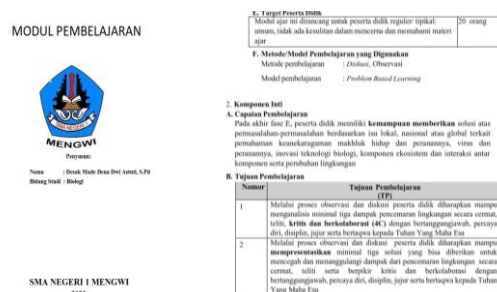 MODUL PEMBELAJARAN
SMA NEGERI 1
MENGWI
Penyusun:
Nama : Desak Made Dena Dwi Astuti, S.Pd
Bidang Studi : Biologi
SMA NEGERI 1 MENGWI
E. Target Peserta Didik
Modul ajar ini dirancang untuk peserta didik reguler/ tipikal: 20 orang
umum, tidak ada kesulitan dalam mencerna dan memahami materi
ajar
F. Metode/Model Pembelajaran yang Digunakan
Metode pembelajaran : Diskusi, Observasi
Model pembelajaran : Problem Based Learning
2. Komponen Inti
A. Capaian Pembelajaran
Pada akhir fase E, peserta didik memiliki kemampuan memberikan solusi atas
permasalahan-permasalahan berdasarkan isu lokal, nasional atau global terkait
pemahaman keanekaragaman makhluk hidup dan peranannya, virus dan
peranannya, inovasi teknologi biologi, komponen ekosistem dan interaksi antar
komponen serta perubahan lingkungan
B. Tujuan Pembelajaran
Nomor Tujuan Pembelajaran
(TP)
1 Melalui proses observasi dan diskusi peserta didik diharapkan mampu
menganalisis minimal tiga dampak pencemaran lingkungan secara cermat,
teliti, kritis dan berkolaborasi (4C) dengan bertanggungjawab, percaya
diri, disiplin, jujur serta bertaqwa kepada Tuhan Yang Maha Esa
2 Melalui proses observasi dan diskusi peserta didik diharapkan mampu
mempresentasikan minimal tiga solusi yang bisa diberikan untuk
mencegah dan menanggulangi dampak dari pencemaran lingkungan secara
cermat, teliti serta berpikir kritis dan berkolaborasi dengan
bertanggungjawab, percaya diri, disiplin, jujur serta bertaqwa kepada Tuhan
Yang Maha Esa